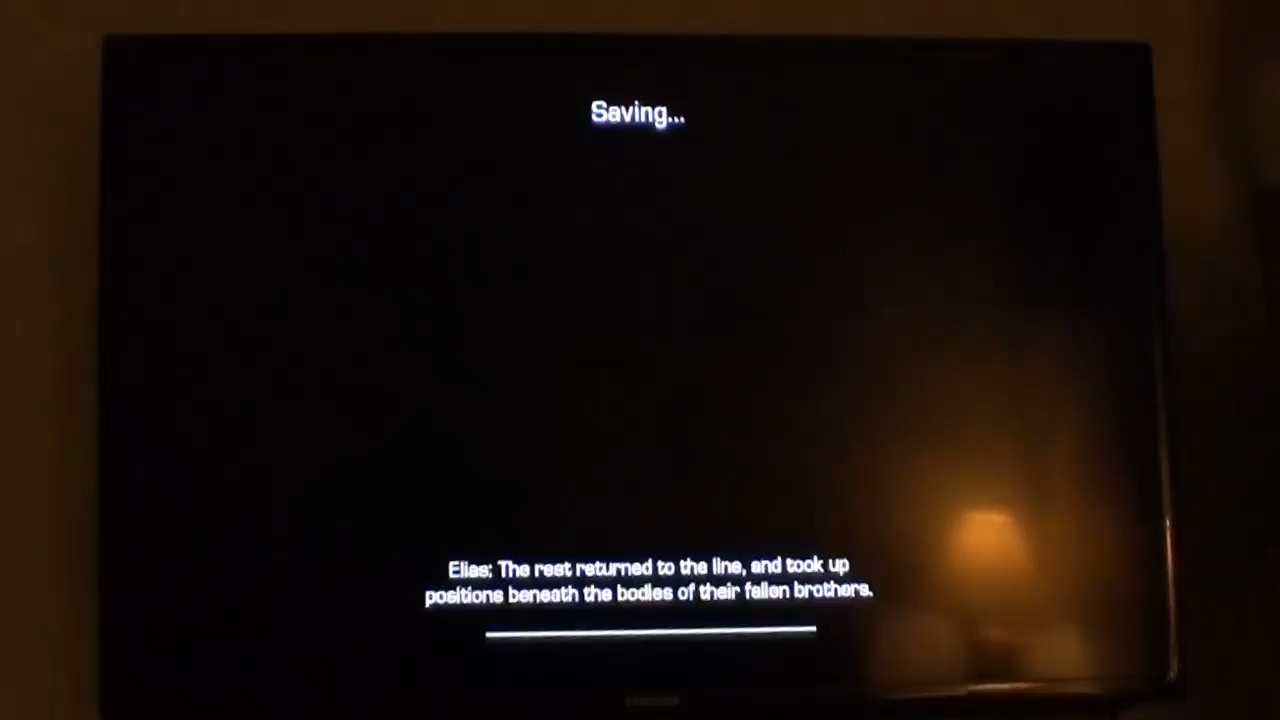 Saving...
Elias: The rest returned to the line, and took up
positions beneath the bodies of their fallen brothers.
SAMSUNG